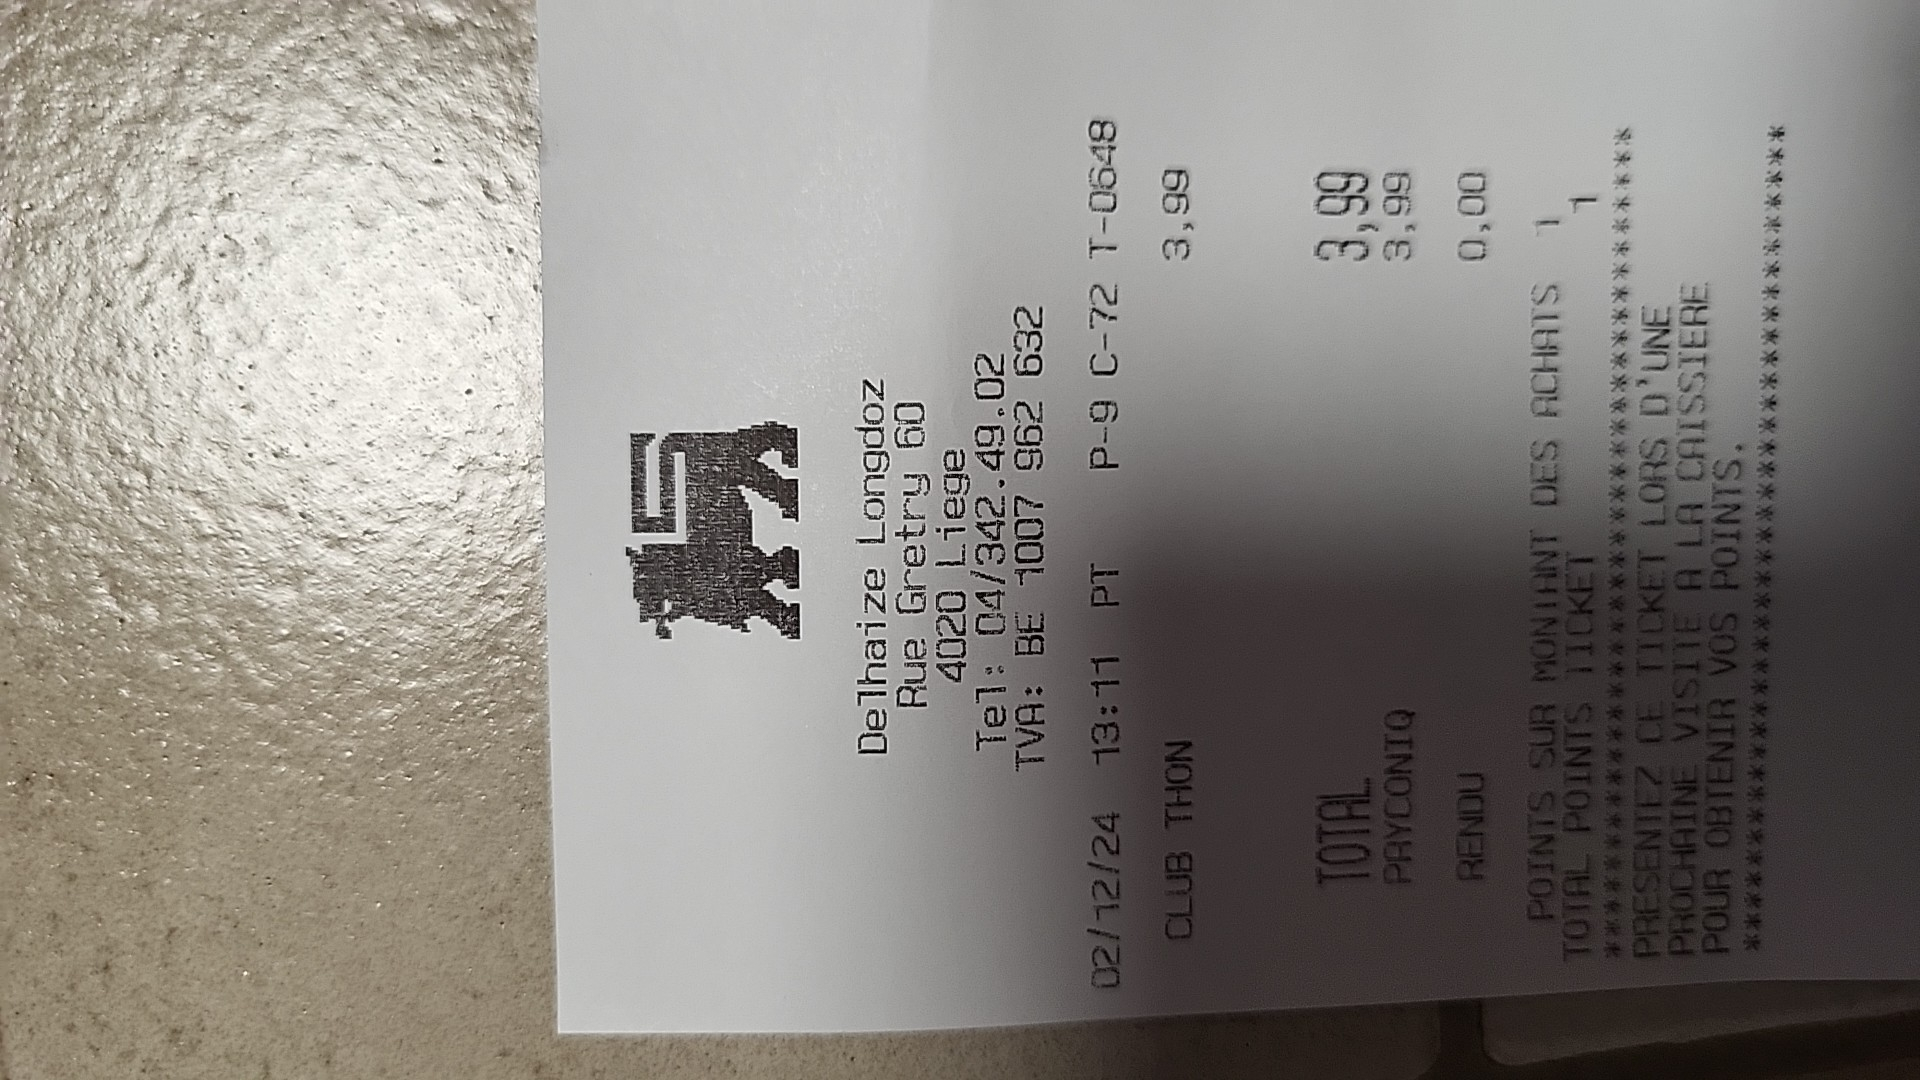 Delhaize Longdoz
Rue Gretry 60
4020 Liege
Tel: 04/342.49.02
TVA: BE 1007 962 632
02/12/24 13:11 PT P-9 C-72 T-0648
CLUB THON 3,99
TOTAL 3,99
PAYCONIQ 3,99
RENDU 0,00
POINTS SUR MONTANT DES ACHATS 1
TOTAL POINTS TICKET 1
****************************************
PRESENTEZ CE TICKET LORS D'UNE
PROCHAINE VISITE A LA CAISSIERE
POUR OBTENIR VOS POINTS.
****************************************